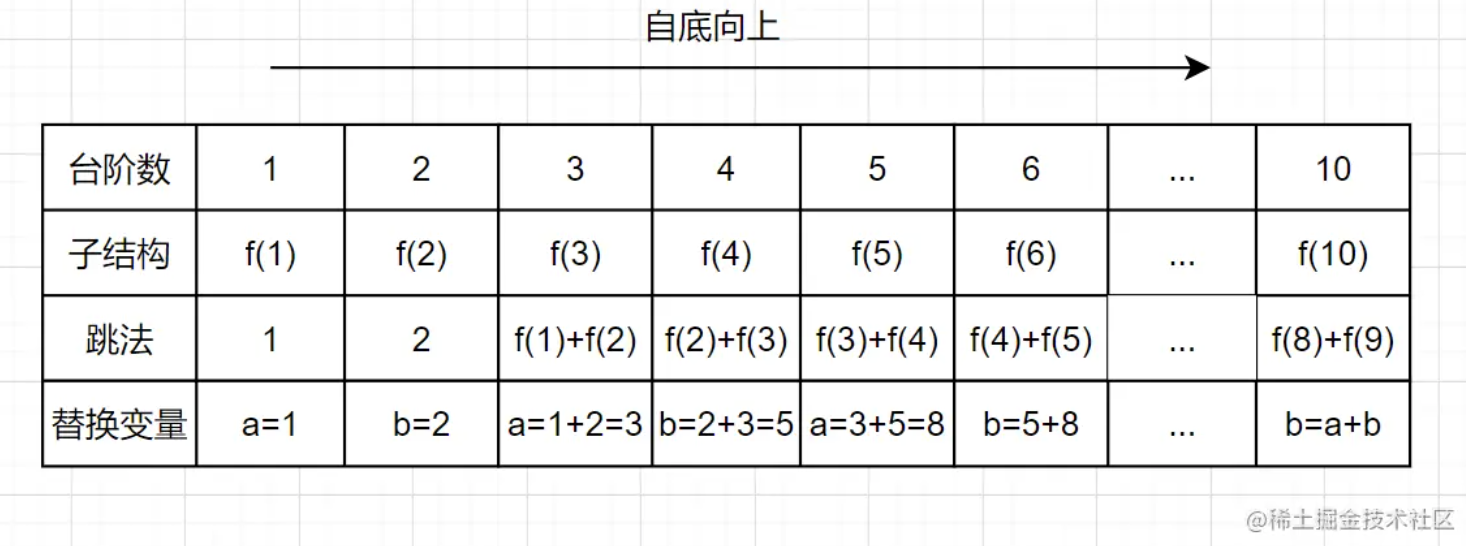 自底向上
台阶数 1 2 3 4 5 6 ... 10
子结构 f(1) f(2) f(3) f(4) f(5) f(6) ... f(10)
跳法 1 2 f(1)+f(2) f(2)+f(3) f(3)+f(4) f(4)+f(5) ... f(8)+f(9)
替换变量 a=1 b=2 a=1+2=3 b=2+3=5 a=3+5=8 b=5+8 ... b=a+b
@稀土掘金技术社区